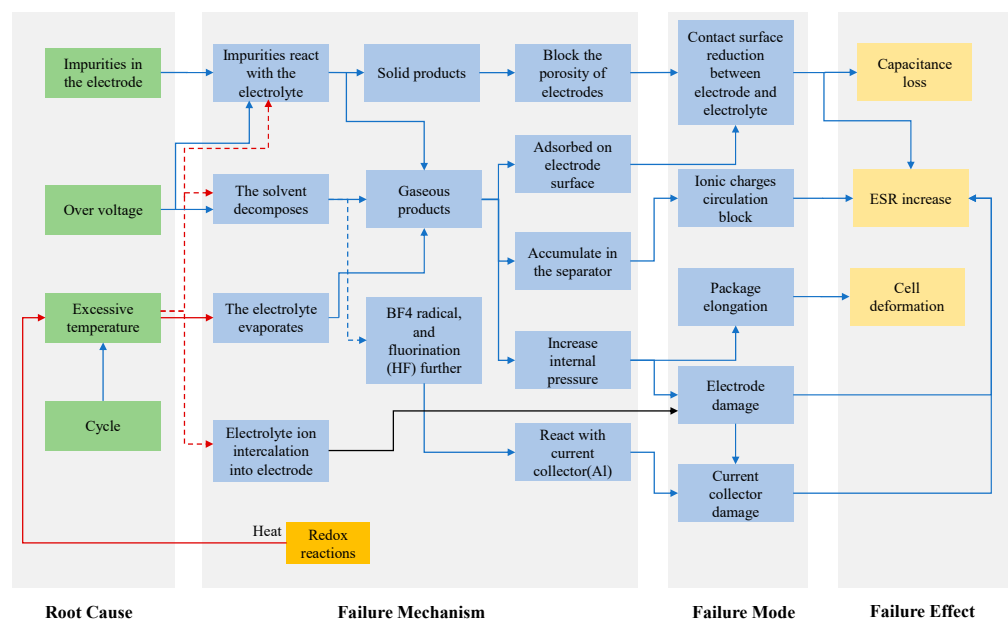 Impurities in
the electrode
Over voltage
Excessive
temperature
Cycle
Impurities react
with the
electrolyte
The solvent
decomposes
The electrolyte
evaporates
Electrolyte ion
intercalation
into electrode
Heat
Redox
reactions
Solid products
Gaseous
products
BF4 radical,
and
fluorination
(HF) further
Block the
porosity of
electrodes
Adsorbed on
electrode
surface
Accumulate in
the separator
Increase
internal
pressure
React with
current
collector(Al)
Contact surface
reduction
between
electrode and
electrolyte
Ionic charges
circulation
block
Package
elongation
Electrode
damage
Current
collector
damage
Capacitance
loss
ESR increase
Cell
deformation
Root Cause
Failure Mechanism
Failure Mode
Failure Effect